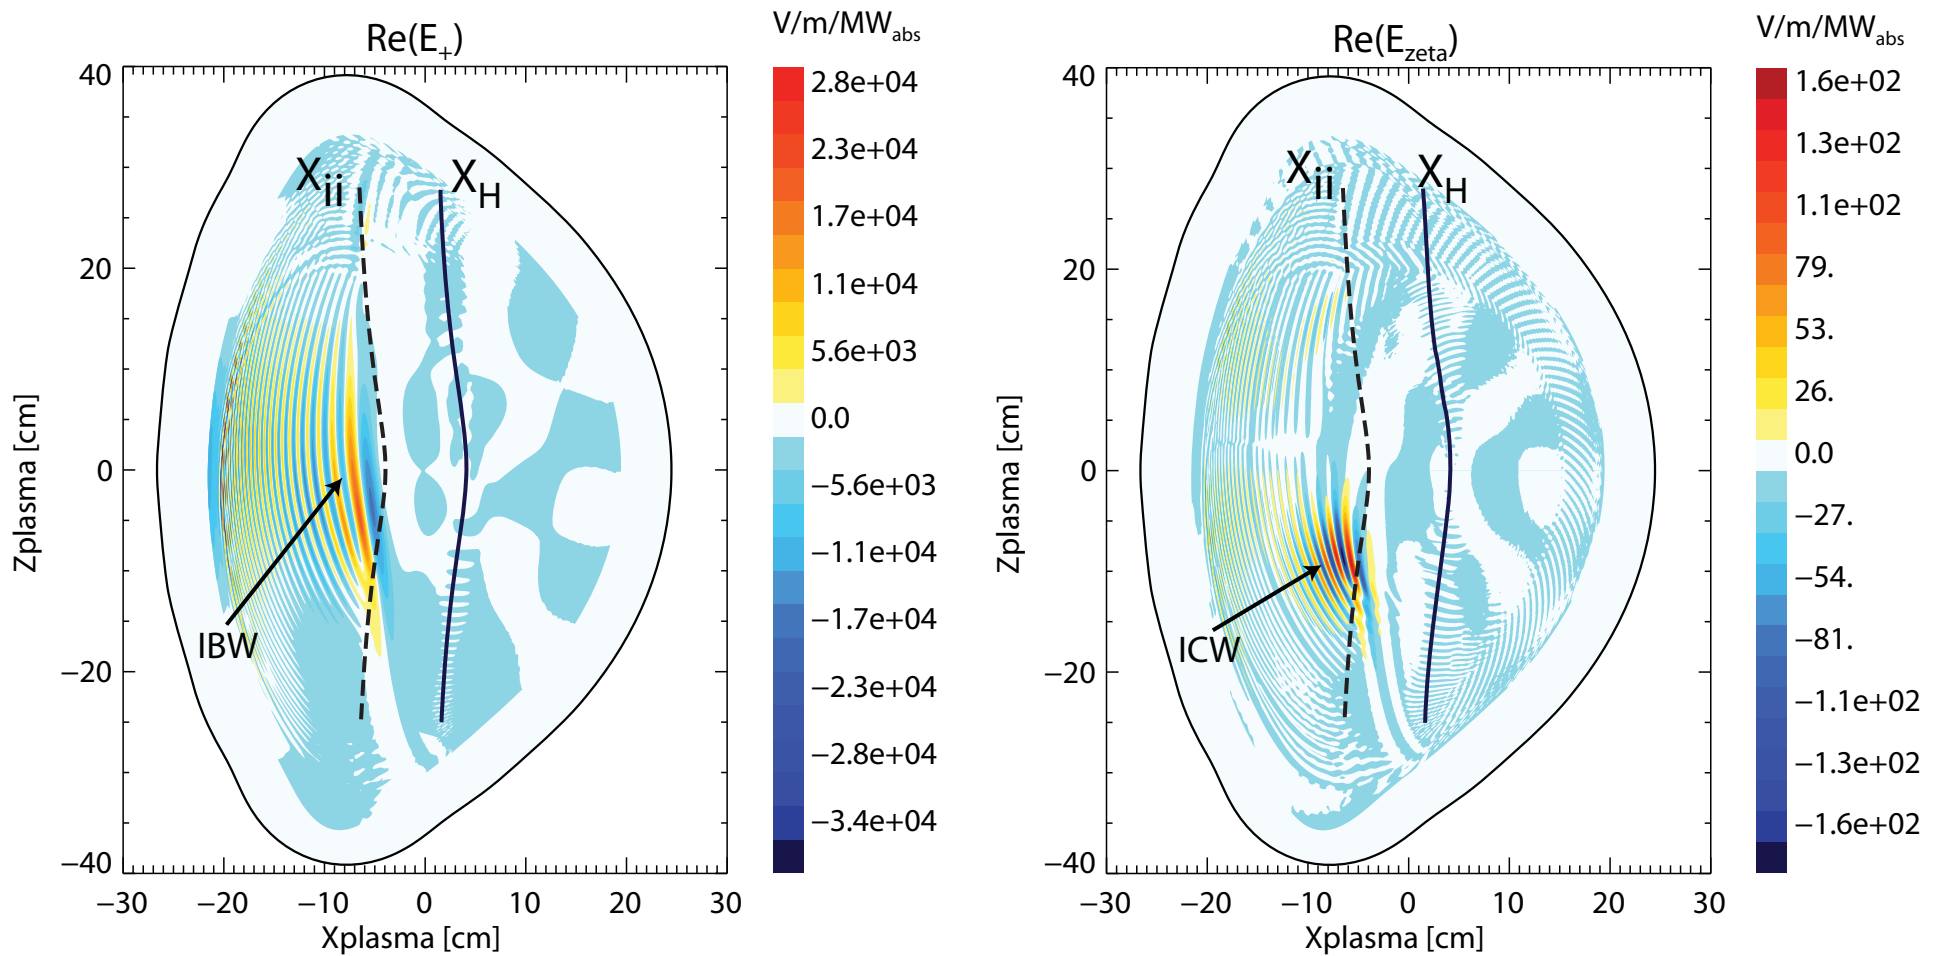 Re(E+)
V/m/MWabs
40
20
0
−20
−40
Zplasma [cm]
−30
−20
−10
0
10
20
30
Xplasma [cm]
Xii
XH
IBW
2.8e+04
2.3e+04
1.7e+04
1.1e+04
5.6e+03
0.0
−5.6e+03
−1.1e+04
−1.7e+04
−2.3e+04
−2.8e+04
−3.4e+04
Re(Ezeta)
V/m/MWabs
40
20
0
−20
−40
Zplasma [cm]
−30
−20
−10
0
10
20
30
Xplasma [cm]
Xii
XH
ICW
1.6e+02
1.3e+02
1.1e+02
79.
53.
26.
0.0
−27.
−54.
−81.
−1.1e+02
−1.3e+02
−1.6e+02